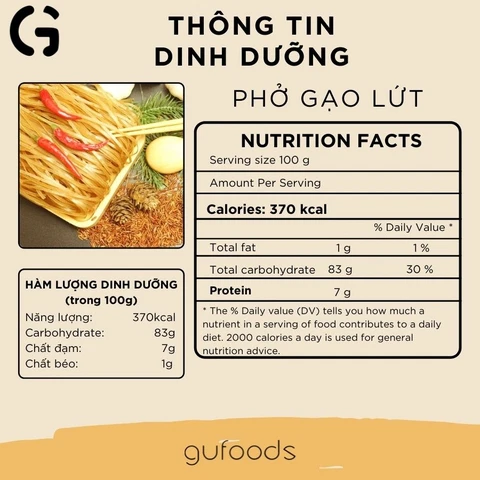 THÔNG TIN
DINH DƯỠNG
PHỞ GẠO LỨT
NUTRITION FACTS
Serving size 100 g
Amount Per Serving
Calories: 370 kcal
% Daily Value *
Total fat 1 g 1 %
Total carbohydrate 83 g 30 %
Protein 7 g
* The % Daily value (DV) tells you how much a
nutrient in a serving of food contributes to a daily
diet. 2000 calories a day is used for general
nutrition advice.
HÀM LƯỢNG DINH DƯỠNG
(trong 100g)
Năng lượng: 370kcal
Carbohydrate: 83g
Chất đạm: 7g
Chất béo: 1g
gufoods